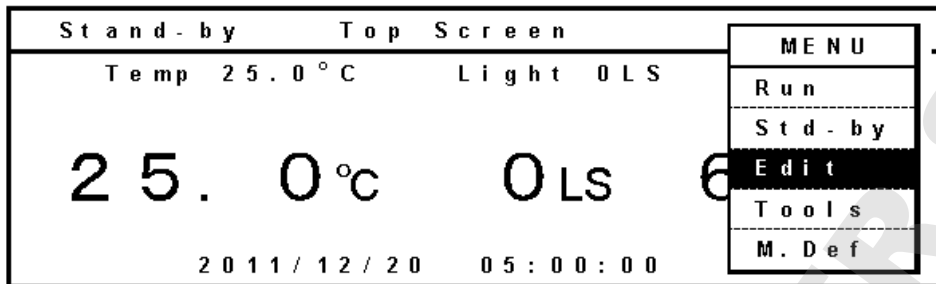 Stand-by Top Screen
Temp 25.0°C Light 0LS
25.0°C 0LS 6
2011/12/20 05:00:00
MENU
Run
Std-by
Edit
Tools
M.Def